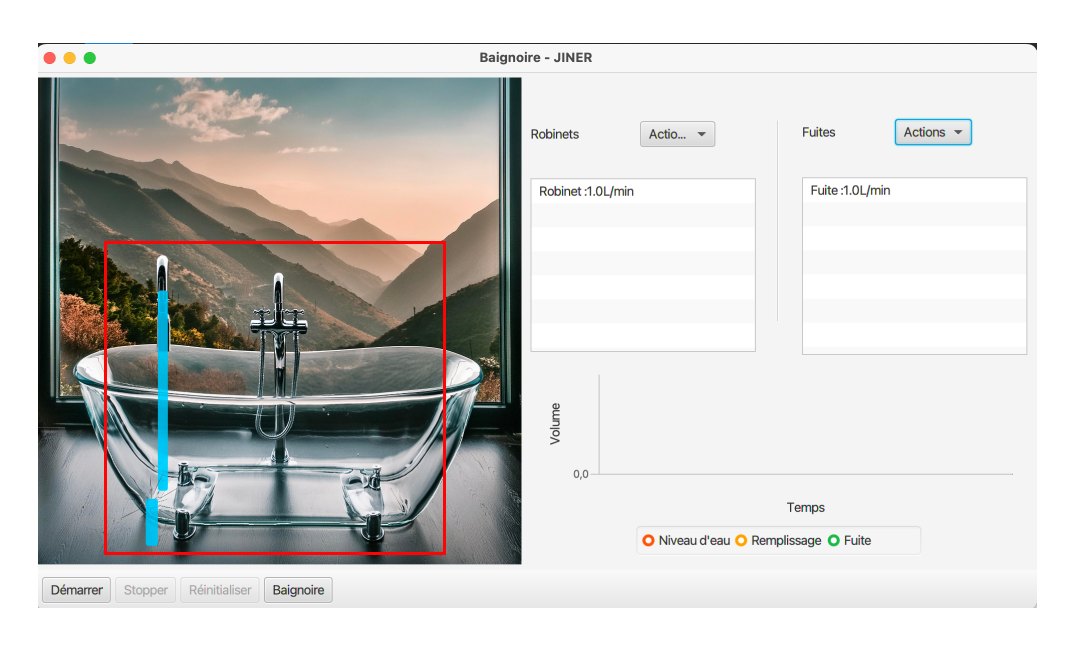 Baignoire - JINER
Robinets
Actio...
Fuites
Actions
Robinet :1.0L/min
Fuite :1.0L/min
Volume
0,0
Temps
Niveau d'eau
Remplissage
Fuite
Démarrer
Stopper
Réinitialiser
Baignoire